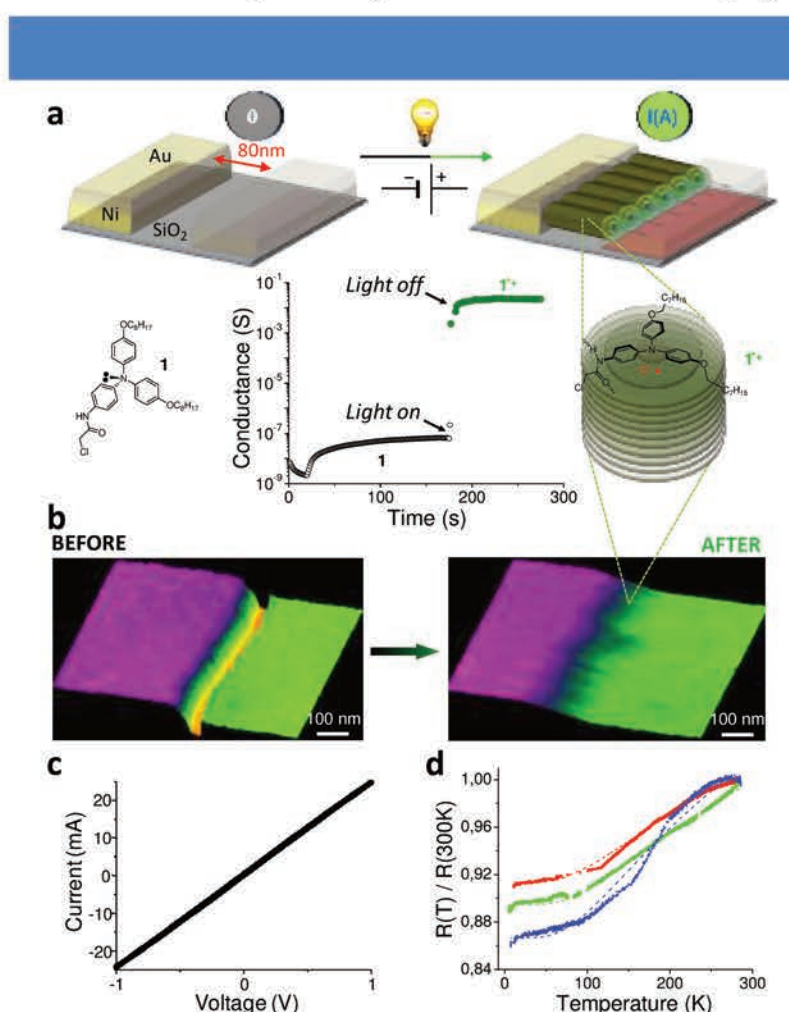 a
0
I(A)
Au
80nm
Ni
SiO2
− +
10⁻¹
10⁻³
10⁻⁵
10⁻⁷
10⁻⁹
Conductance (S)
Light off
1•+
Light on
1
0 100 200 300
Time (s)
OC8H17
1
N
OC8H17
HN
O
Cl
C7H15
O
N
O
C7H15
1•+
b
BEFORE
AFTER
100 nm
100 nm
c
20
10
0
-10
-20
Current (mA)
-1 0 1
Voltage (V)
d
1,00
0,96
0,92
0,88
0,84
R(T) / R(300K)
0 100 200 300
Temperature (K)